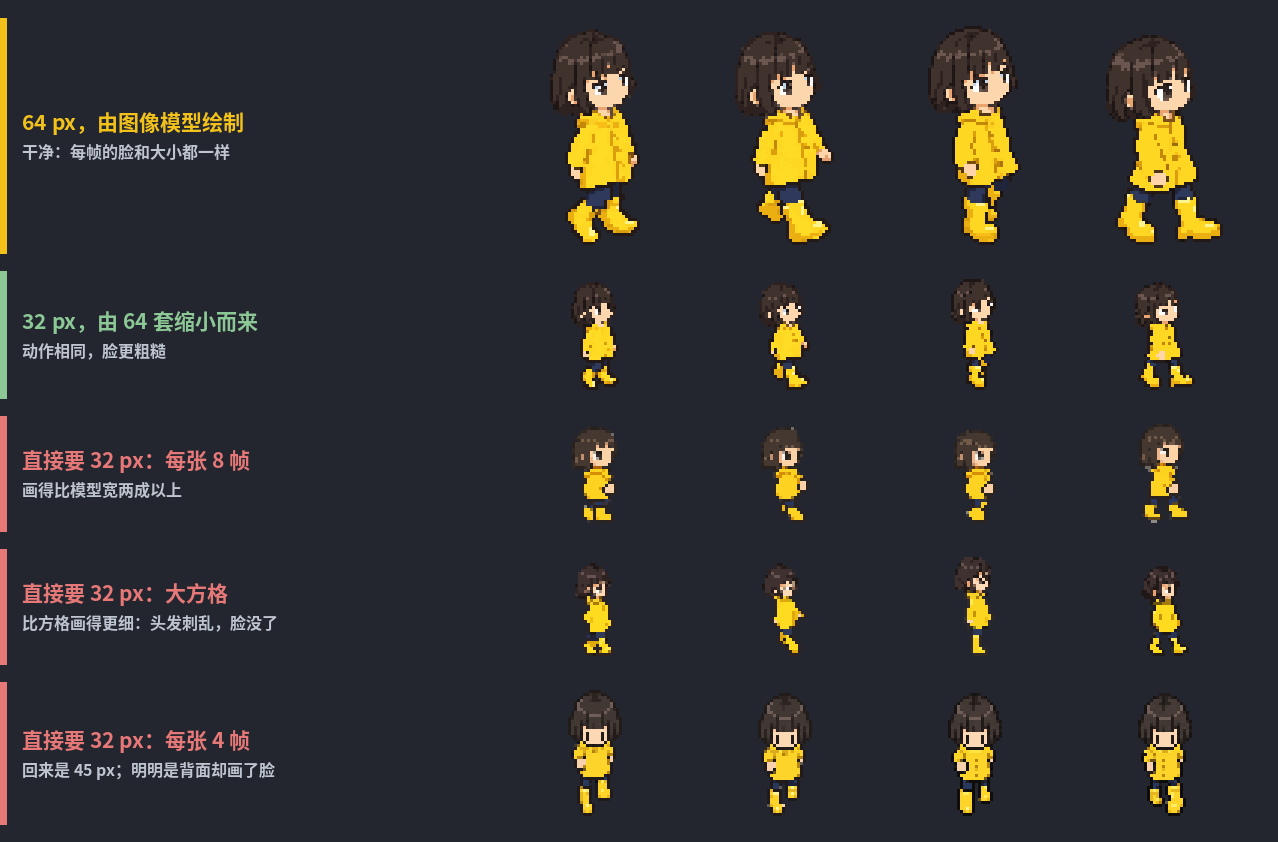 64 px，由图像模型绘制
干净：每帧的脸和大小都一样
32 px，由 64 套缩小而来
动作相同，脸更粗糙
直接要 32 px：每张 8 帧
画得比模型宽两成以上
直接要 32 px：大方格
比方格画得更细：头发刺乱，脸没了
直接要 32 px：每张 4 帧
回来是 45 px；明明是背面却画了脸